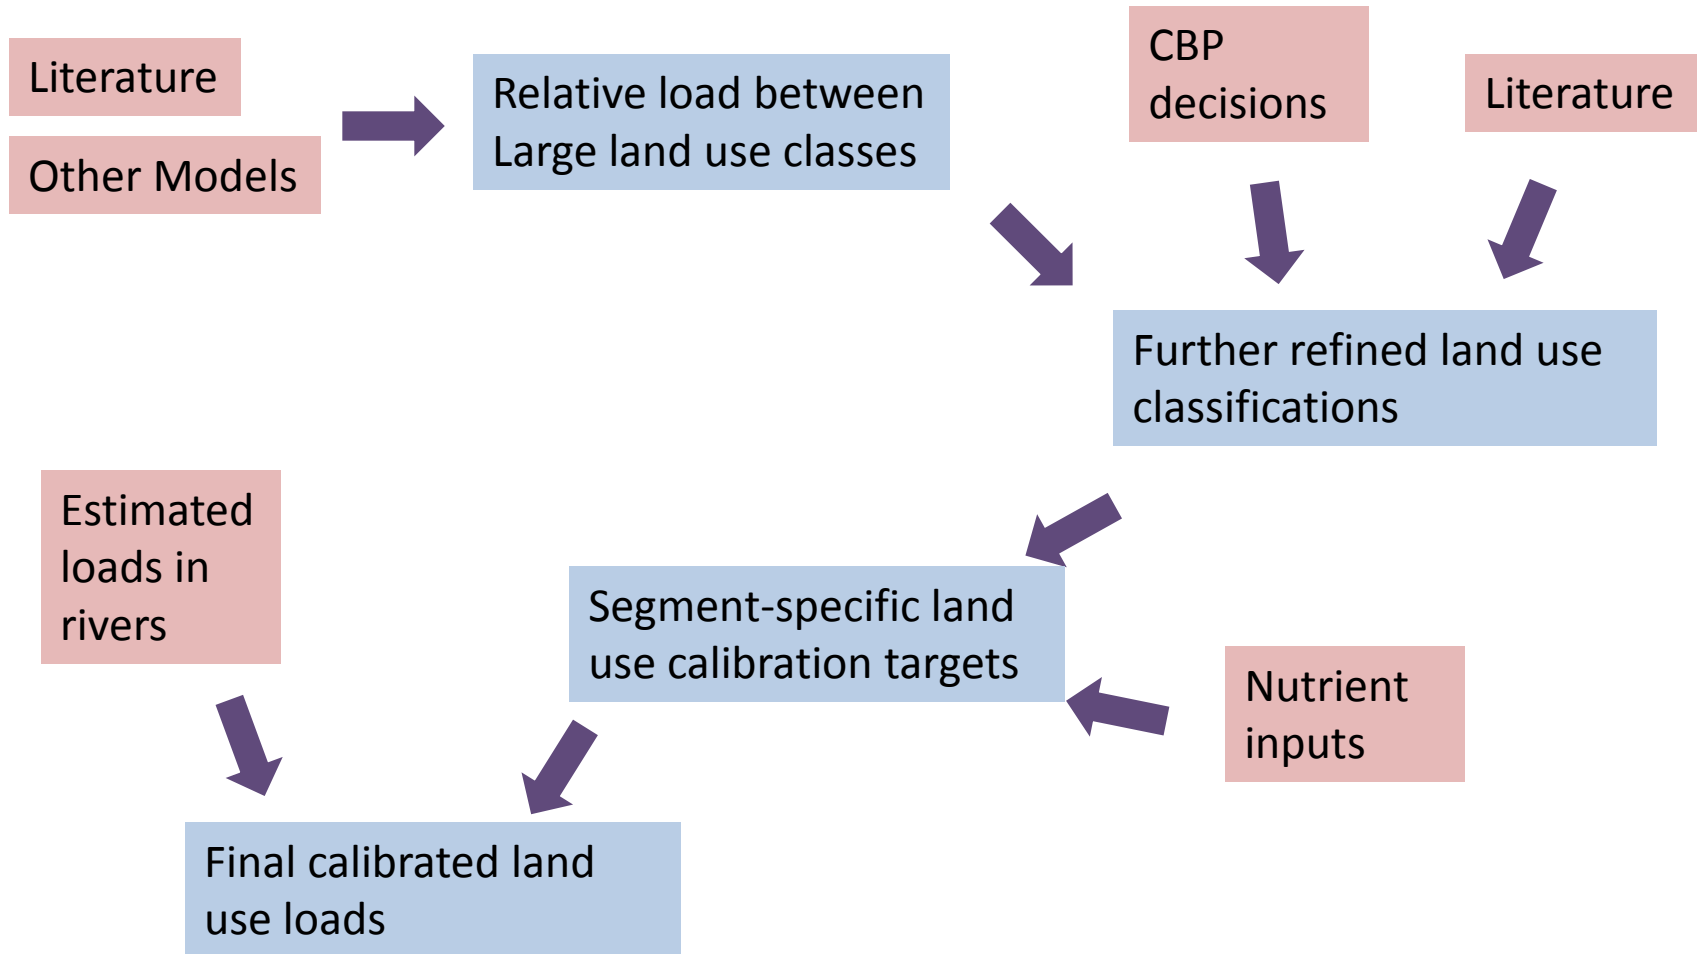 Literature
Other Models
Relative load between
Large land use classes
CBP
decisions
Literature
Further refined land use
classifications
Estimated
loads in
rivers
Segment-specific land
use calibration targets
Nutrient
inputs
Final calibrated land
use loads